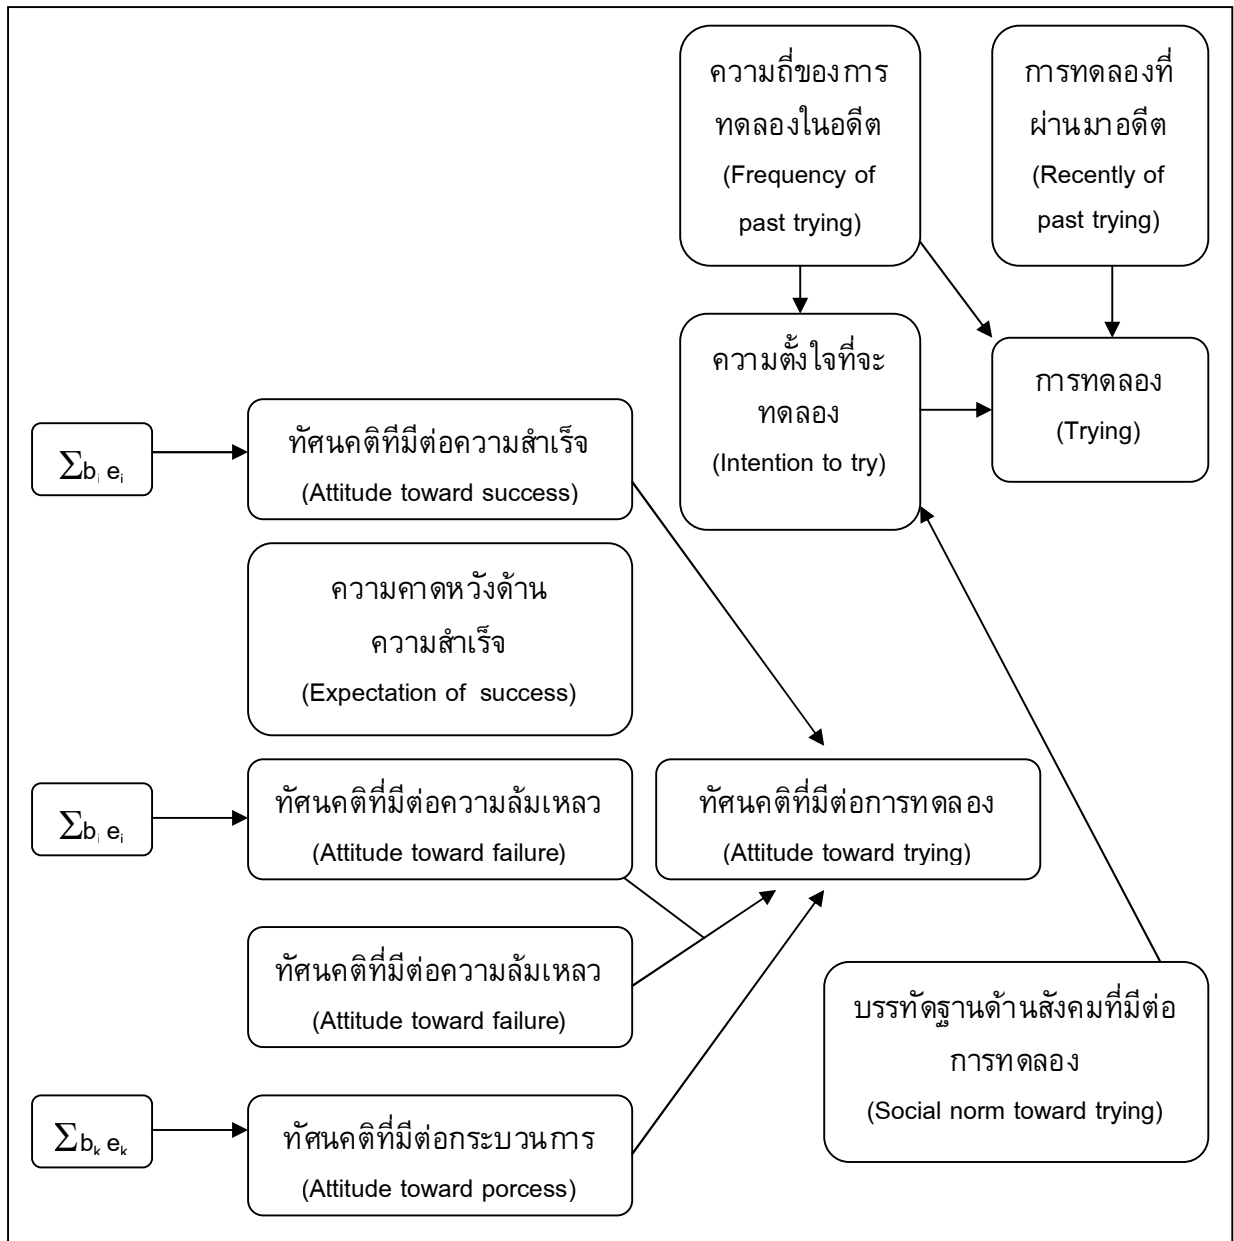 ความถี่ของการ
ทดลองในอดีต
(Frequency of
past trying)
การทดลองที่
ผ่านมาอดีต
(Recently of
past trying)
ความตั้งใจที่จะ
ทดลอง
(Intention to try)
การทดลอง
(Trying)
∑bᵢ eᵢ
ทัศนคติที่มีต่อความสำเร็จ
(Attitude toward success)
ความคาดหวังด้าน
ความสำเร็จ
(Expectation of success)
∑bᵢ eᵢ
ทัศนคติที่มีต่อความล้มเหลว
(Attitude toward failure)
ทัศนคติที่มีต่อการทดลอง
(Attitude toward trying)
ทัศนคติที่มีต่อความล้มเหลว
(Attitude toward failure)
บรรทัดฐานด้านสังคมที่มีต่อ
การทดลอง
(Social norm toward trying)
∑bₖ eₖ
ทัศนคติที่มีต่อกระบวนการ
(Attitude toward porcess)